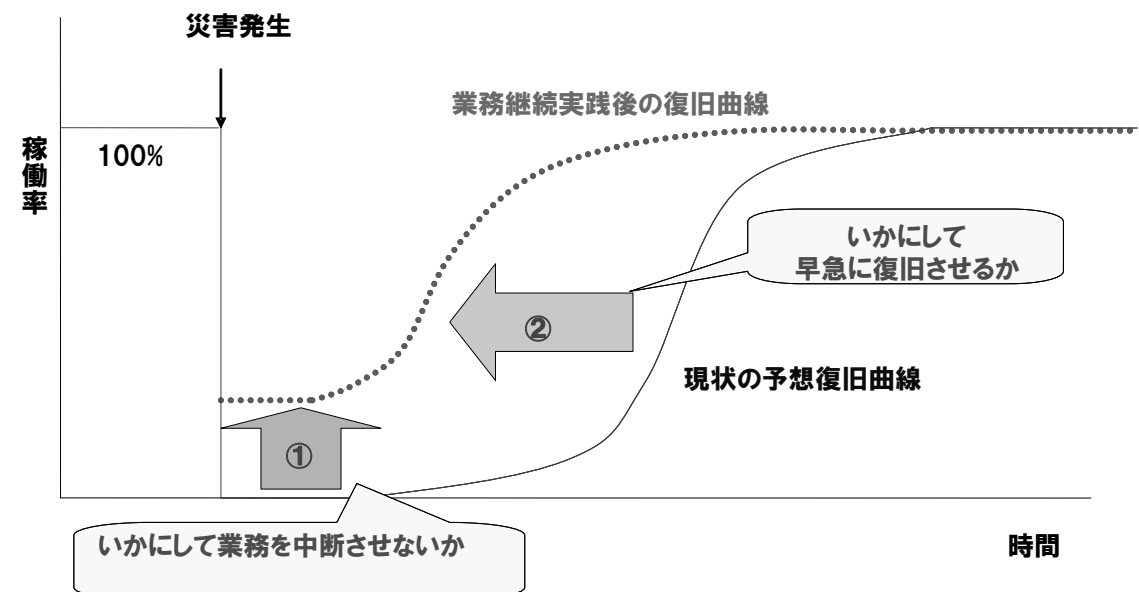 災害発生
業務継続実践後の復旧曲線
稼働率
100%
いかにして
早急に復旧させるか
②
現状の予想復旧曲線
①
いかにして業務を中断させないか
時間